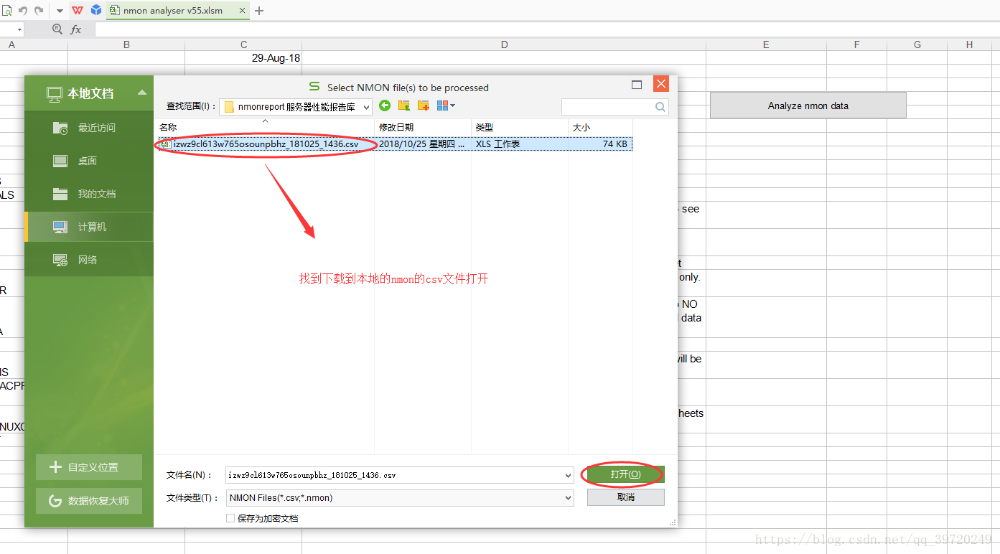 nmon analyser v55.xlsm
fx
A B C D E F G H
29-Aug-18
本地文档
最近访问
桌面
我的文档
计算机
网络
自定义位置
数据恢复大师
Select NMON file(s) to be processed
查找范围(I)：
nmonreport 服务器性能报告库
名称 修改日期 类型 大小
izwz9cl613w765osounpbhz_181025_1436.csv 2018/10/25 星期四 ... XLS 工作表 74 KB
找到下载到本地的nmon的csv文件打开
文件名(N)：
izwz9cl613w765osounpbhz_181025_1436.csv
打开(O)
文件类型(T)：
NMON Files(*.csv;*.nmon)
取消
保存为加密文档
Analyze nmon data
ALS
see
only.
R
NO
data
A
will be
NS
ACPR
heets
NUXO
https://blog.csdn.net/qq_39720249